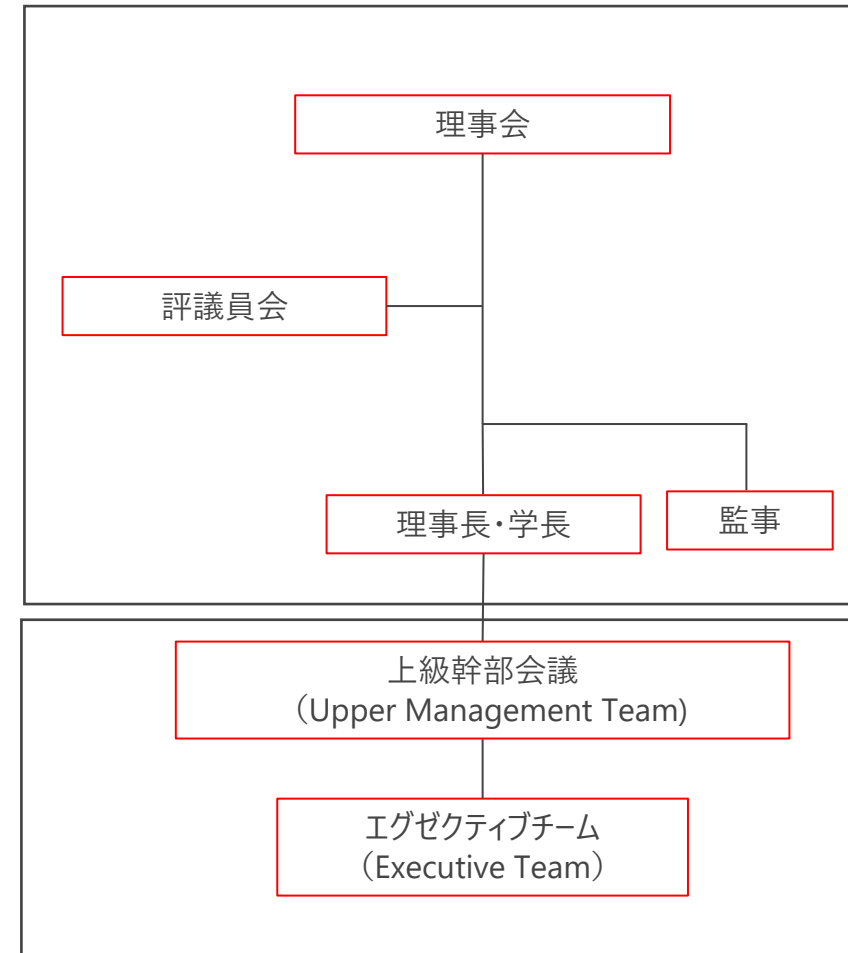 理事会
評議員会
理事長・学長
監事
上級幹部会議
（Upper Management Team)
エグゼクティブチーム
（Executive Team）